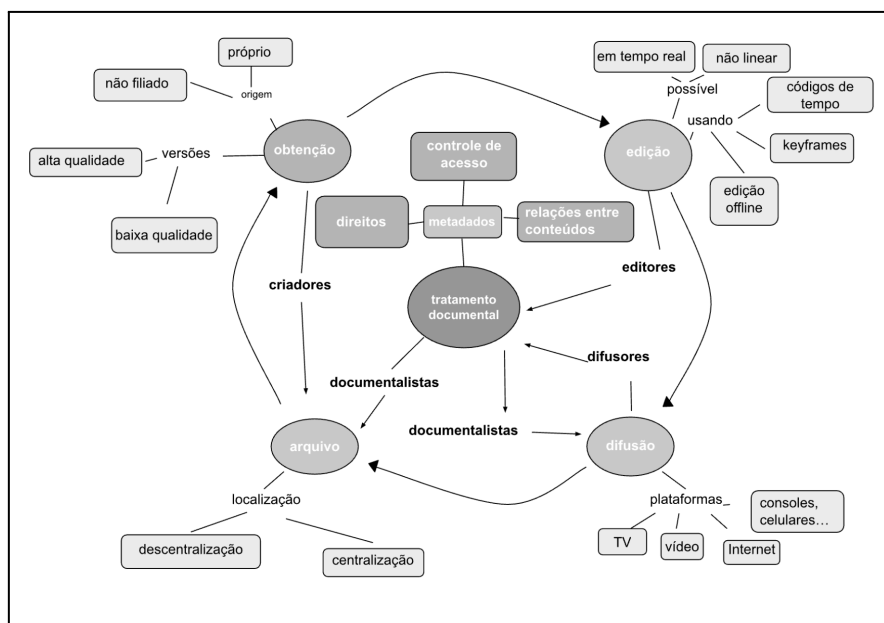 próprio
não filiado
origem
obtenção
versões
alta qualidade
baixa qualidade
em tempo real
não linear
possível
códigos de
tempo
usando
edição
keyframes
edição
offline
controle de
acesso
direitos
metadados
relações entre
conteúdos
criadores
editores
tratamento
documental
difusores
documentalistas
documentalistas
arquivo
difusão
localização
descentralização
centralização
plataformas
consoles,
celulares…
TV
vídeo
Internet